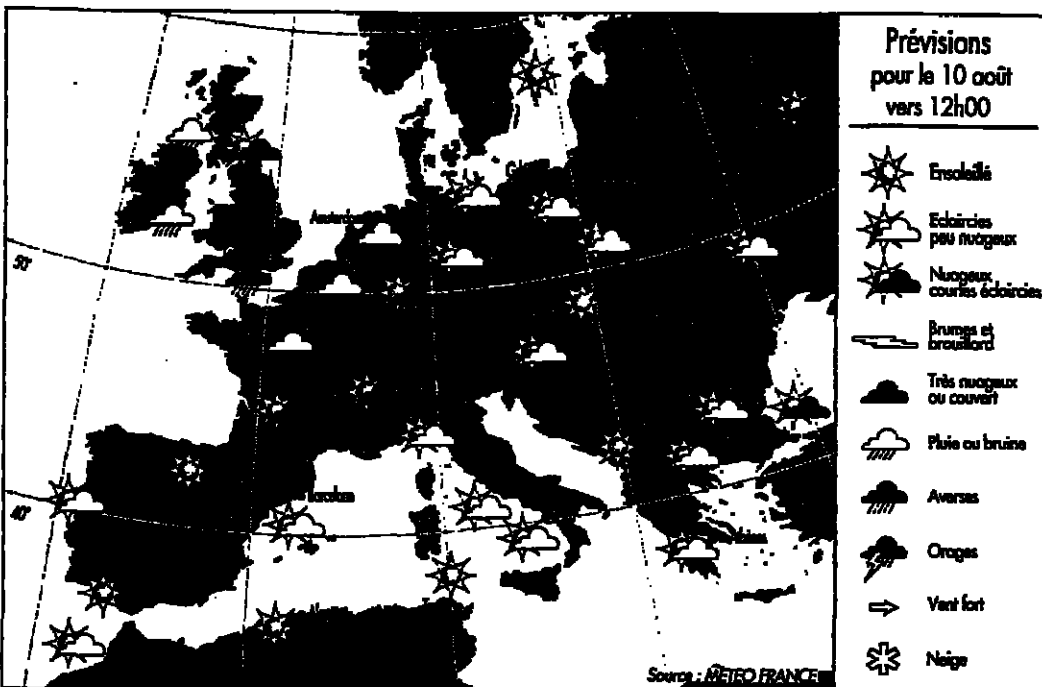 Prévisions
pour le 10 août
vers 12h00
Ensoleillé
Eclaircies
peu nuageux
Nuageux
courtes éclaircies
Brumes et
brouillard
Très nuageux
ou couvert
Pluie ou bruine
Averses
Orages
Vent fort
Neige
Amsterdam
50°
40°
Source : METEO FRANCE